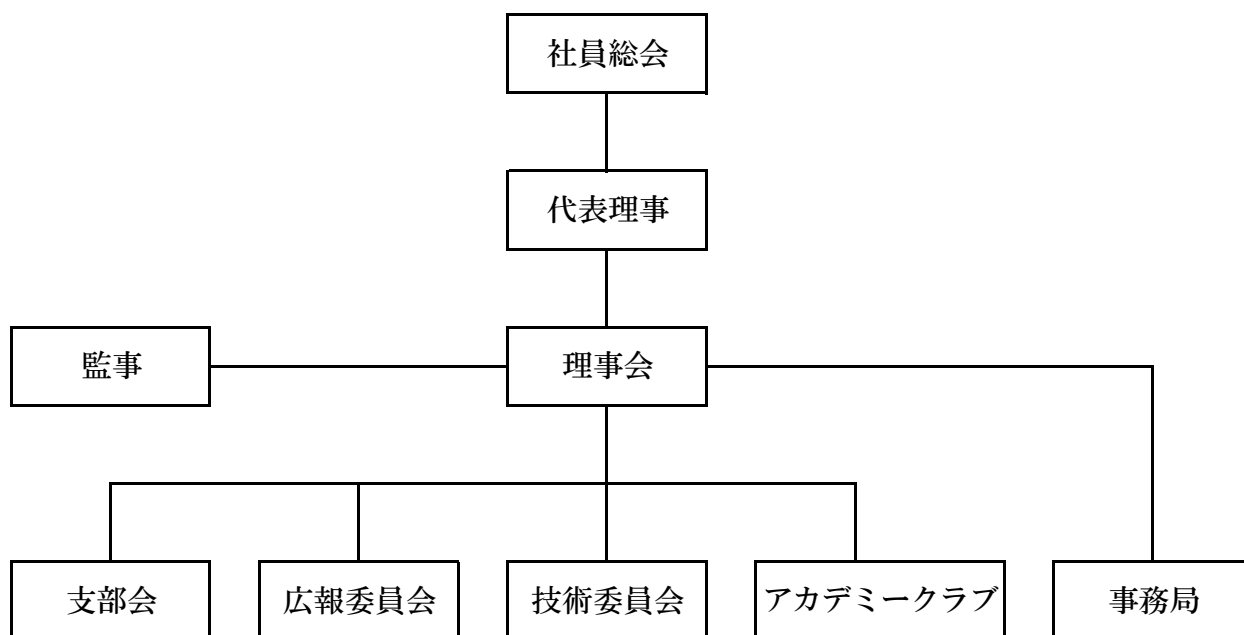 社員総会
代表理事
監事
理事会
支部会
広報委員会
技術委員会
アカデミークラブ
事務局